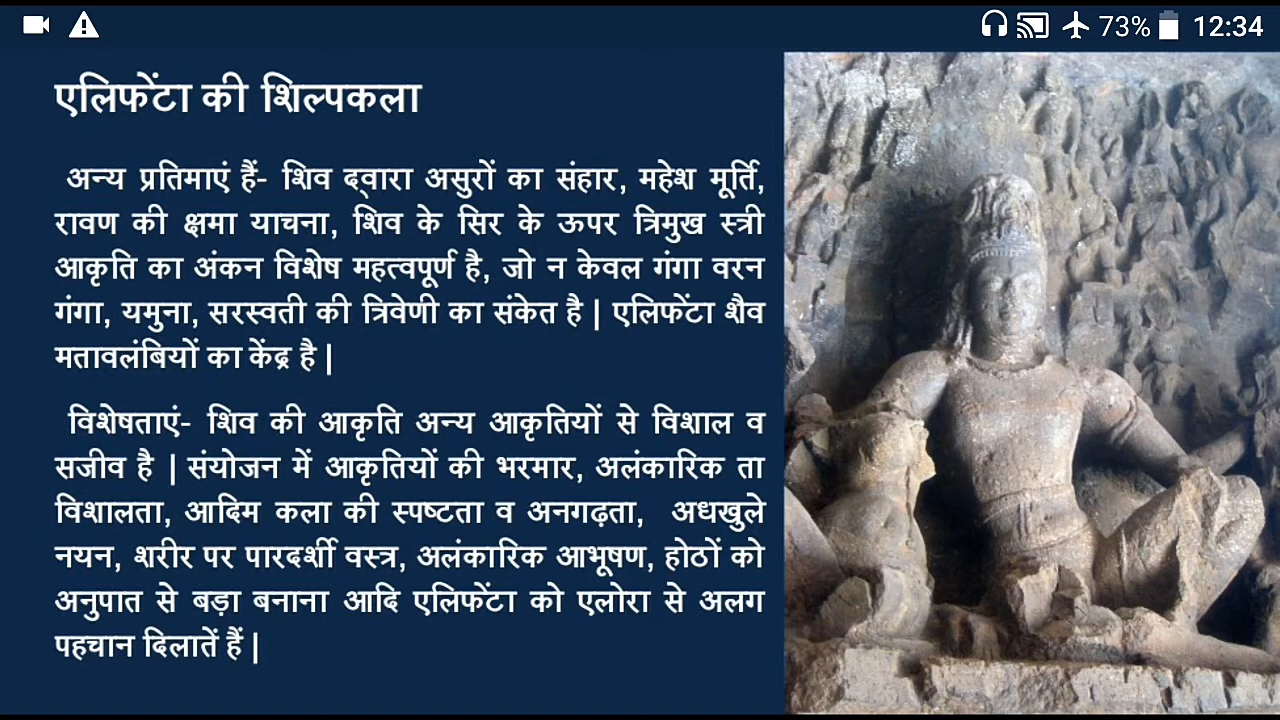 73% 12:34
एलिफेंटा की शिल्पकला
अन्य प्रतिमाएं हैं- शिव द्वारा असुरों का संहार, महेश मूर्ति,
रावण की क्षमा याचना, शिव के सिर के ऊपर त्रिमुख स्त्री
आकृति का अंकन विशेष महत्वपूर्ण है, जो न केवल गंगा वरन
गंगा, यमुना, सरस्वती की त्रिवेणी का संकेत है | एलिफेंटा शैव
मतावलंबियों का केंद्र है |
विशेषताएं- शिव की आकृति अन्य आकृतियों से विशाल व
सजीव है | संयोजन में आकृतियों की भरमार, अलंकारिक ता
विशालता, आदिम कला की स्पष्टता व अनगढ़ता, अधखुले
नयन, शरीर पर पारदर्शी वस्त्र, अलंकारिक आभूषण, होठों को
अनुपात से बड़ा बनाना आदि एलिफेंटा को एलोरा से अलग
पहचान दिलातें हैं |